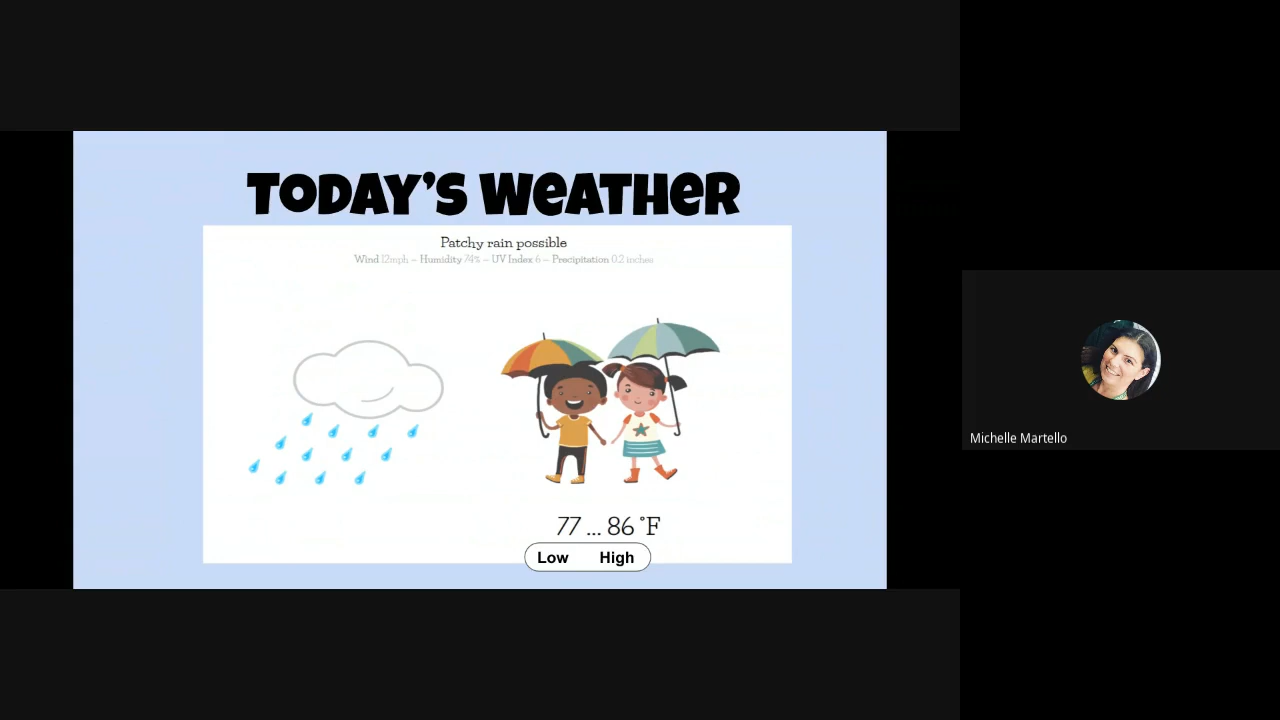 TODAY'S WEATHER
Patchy rain possible
Wind 12mph – Humidity 74% – UV Index 6 – Precipitation 0.2 inches
77 ... 86 °F
Low High
Michelle Martello